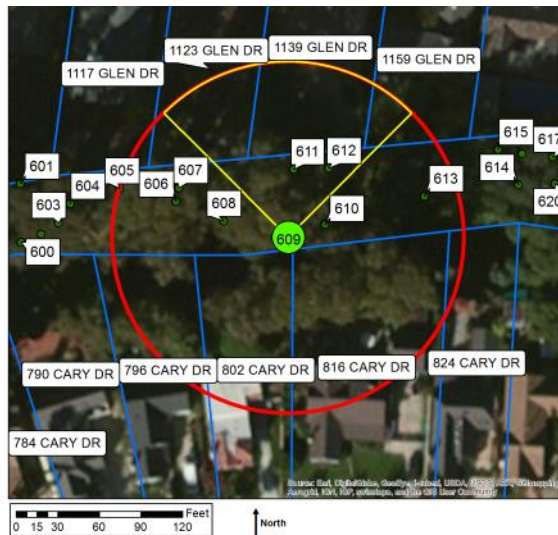 1123 GLEN DR
1139 GLEN DR
1117 GLEN DR
1159 GLEN DR
615
617
601
611
612
605
604
607
606
614
613
620
603
608
610
600
609
790 CARY DR
796 CARY DR
802 CARY DR
816 CARY DR
824 CARY DR
784 CARY DR
Feet
0 15 30 60 90 120
North